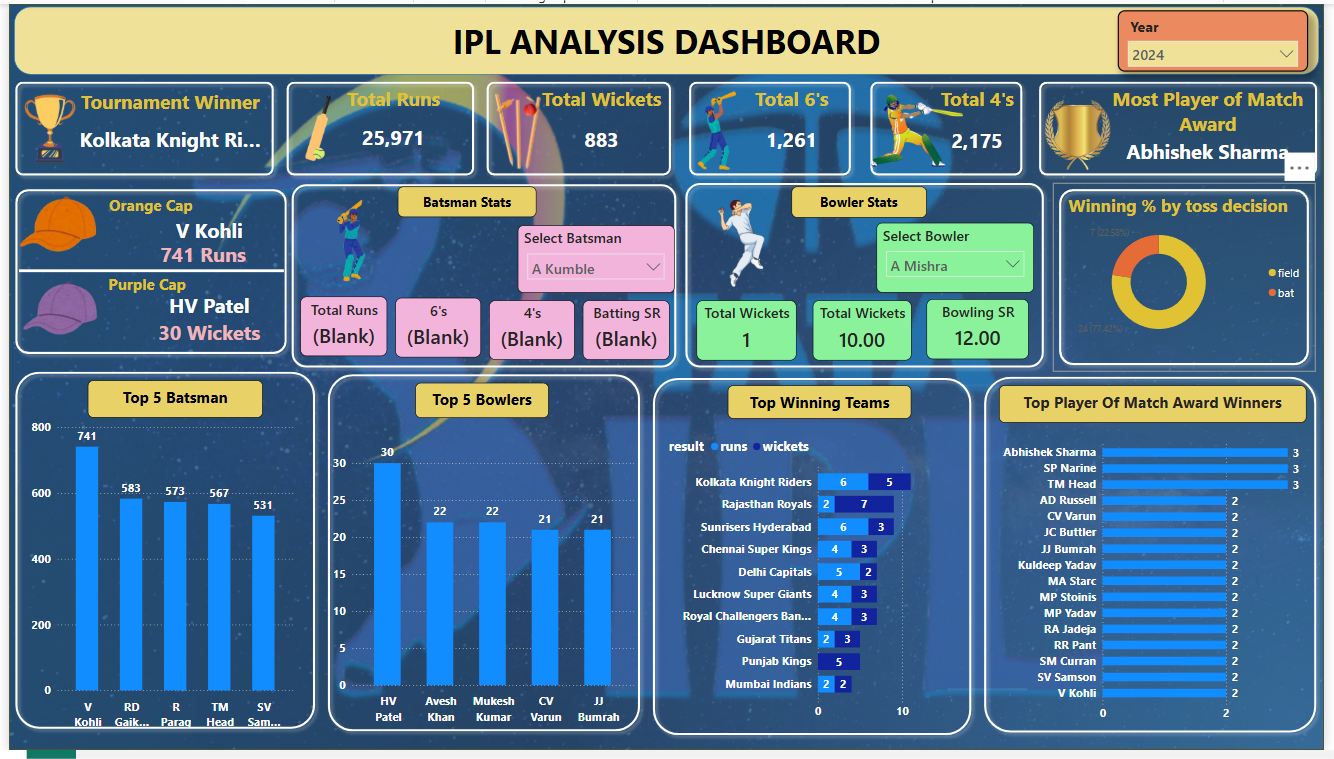 IPL ANALYSIS DASHBOARD
Year
2024
Tournament Winner
Kolkata Knight Ri...
Total Runs
25,971
Total Wickets
883
Total 6's
1,261
Total 4's
2,175
Most Player of Match
Award
Abhishek Sharma
...
Orange Cap
V Kohli
741 Runs
Purple Cap
HV Patel
30 Wickets
Batsman Stats
Select Batsman
A Kumble
Total Runs
(Blank)
6's
(Blank)
4's
(Blank)
Batting SR
(Blank)
Bowler Stats
Select Bowler
A Mishra
Total Wickets
1
Total Wickets
10.00
Bowling SR
12.00
Winning % by toss decision
7 (22.58%)
24 (77.42%)
field
bat
Top 5 Batsman
800
600
400
200
0
741
583
573
567
531
V Kohli
RD Gaik...
R Parag
TM Head
SV Sam...
Top 5 Bowlers
30
25
20
15
10
5
0
30
22
22
21
21
HV Patel
Avesh Khan
Mukesh Kumar
CV Varun
JJ Bumrah
Top Winning Teams
result runs wickets
Kolkata Knight Riders 6 5
Rajasthan Royals 2 7
Sunrisers Hyderabad 6 3
Chennai Super Kings 4 3
Delhi Capitals 5 2
Lucknow Super Giants 4 3
Royal Challengers Ban... 4 3
Gujarat Titans 2 3
Punjab Kings 5
Mumbai Indians 2 2
0 10
Top Player Of Match Award Winners
Abhishek Sharma 3
SP Narine 3
TM Head 3
AD Russell 2
CV Varun 2
JC Buttler 2
JJ Bumrah 2
Kuldeep Yadav 2
MA Starc 2
MP Stoinis 2
MP Yadav 2
RA Jadeja 2
RR Pant 2
SM Curran 2
SV Samson 2
V Kohli 2
0 2